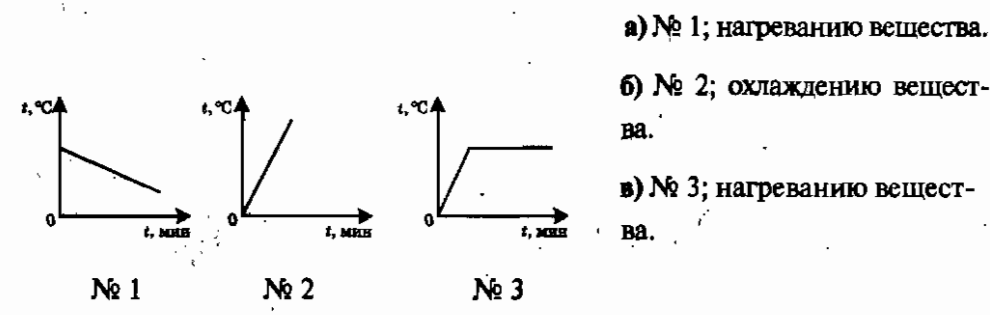 а) № 1; нагреванию вещества.
б) № 2; охлаждению вещест-
ва.
в) № 3; нагреванию вещест-
ва.
t, °C
0
t, мин
№ 1
t, °C
0
t, мин
№ 2
t, °C
0
t, мин
№ 3